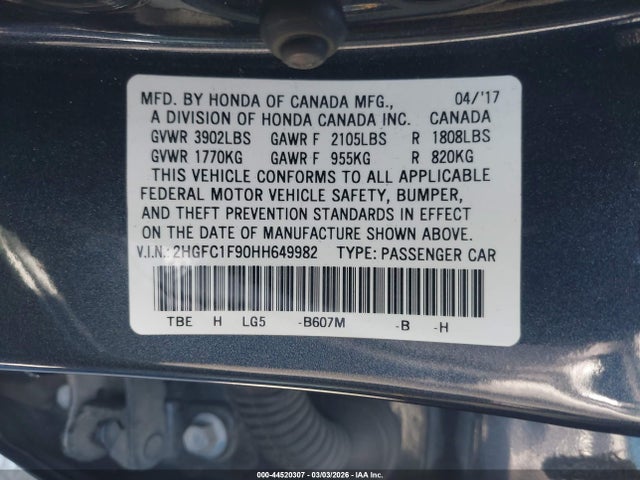 MFD. BY HONDA OF CANADA MFG., 04/'17
A DIVISION OF HONDA CANADA INC. CANADA
GVWR 3902LBS GAWR F 2105LBS R 1808LBS
GVWR 1770KG GAWR F 955KG R 820KG
THIS VEHICLE CONFORMS TO ALL APPLICABLE
FEDERAL MOTOR VEHICLE SAFETY, BUMPER,
AND THEFT PREVENTION STANDARDS IN EFFECT
ON THE DATE OF MANUFACTURE SHOWN ABOVE.
V.I.N.: 2HGFC1F90HH649982 TYPE: PASSENGER CAR
TBE H LG5 -B607M -B -H
000-44520307 - 03/03/2026 - IAA Inc.